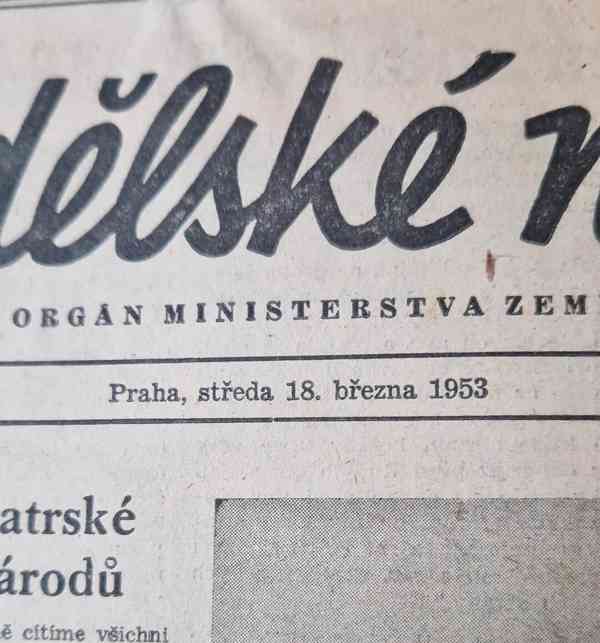 dělské n
ORGÁN MINISTERSTVA ZEM
Praha, středa 18. března 1953
atrské
árodů
ě cítíme všichni